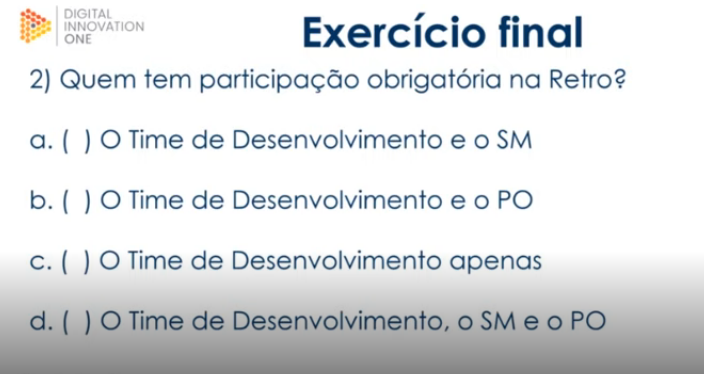 DIGITAL
INNOVATION
ONE
Exercício final
2) Quem tem participação obrigatória na Retro?
a. ( ) O Time de Desenvolvimento e o SM
b. ( ) O Time de Desenvolvimento e o PO
c. ( ) O Time de Desenvolvimento apenas
d. ( ) O Time de Desenvolvimento, o SM e o PO